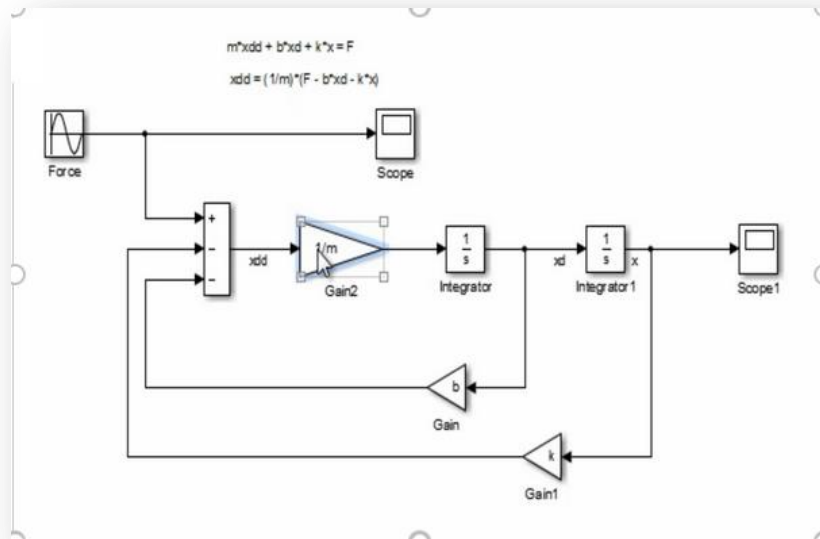 m*xdd + b*xd + k*x = F
xdd = (1/m)*(F - b*xd - k*x)
Force
Scope
+
−
−
xdd
1/m
Gain2
1
s
Integrator
xd
1
s
Integrator1
x
Scope1
b
Gain
k
Gain1